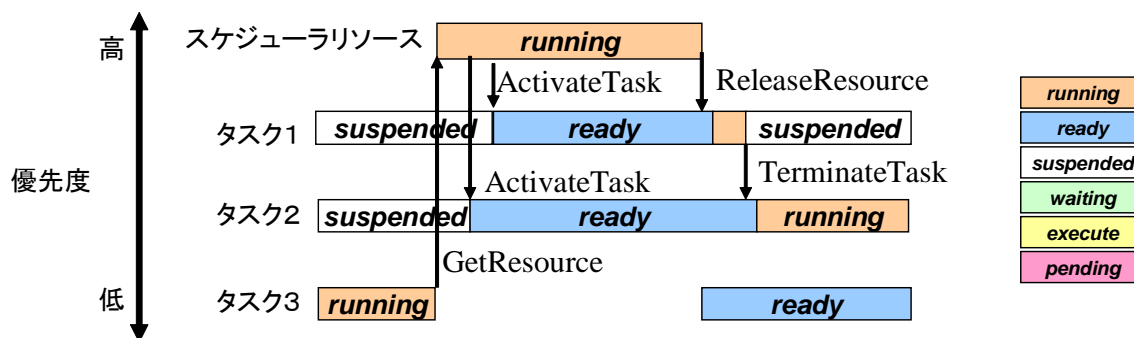 高
スケジューラリソース
running
ActivateTask
ReleaseResource
タスク1
suspended
ready
suspended
優先度
ActivateTask
TerminateTask
タスク2
suspended
ready
running
GetResource
低
タスク3
running
ready
running
ready
suspended
waiting
execute
pending